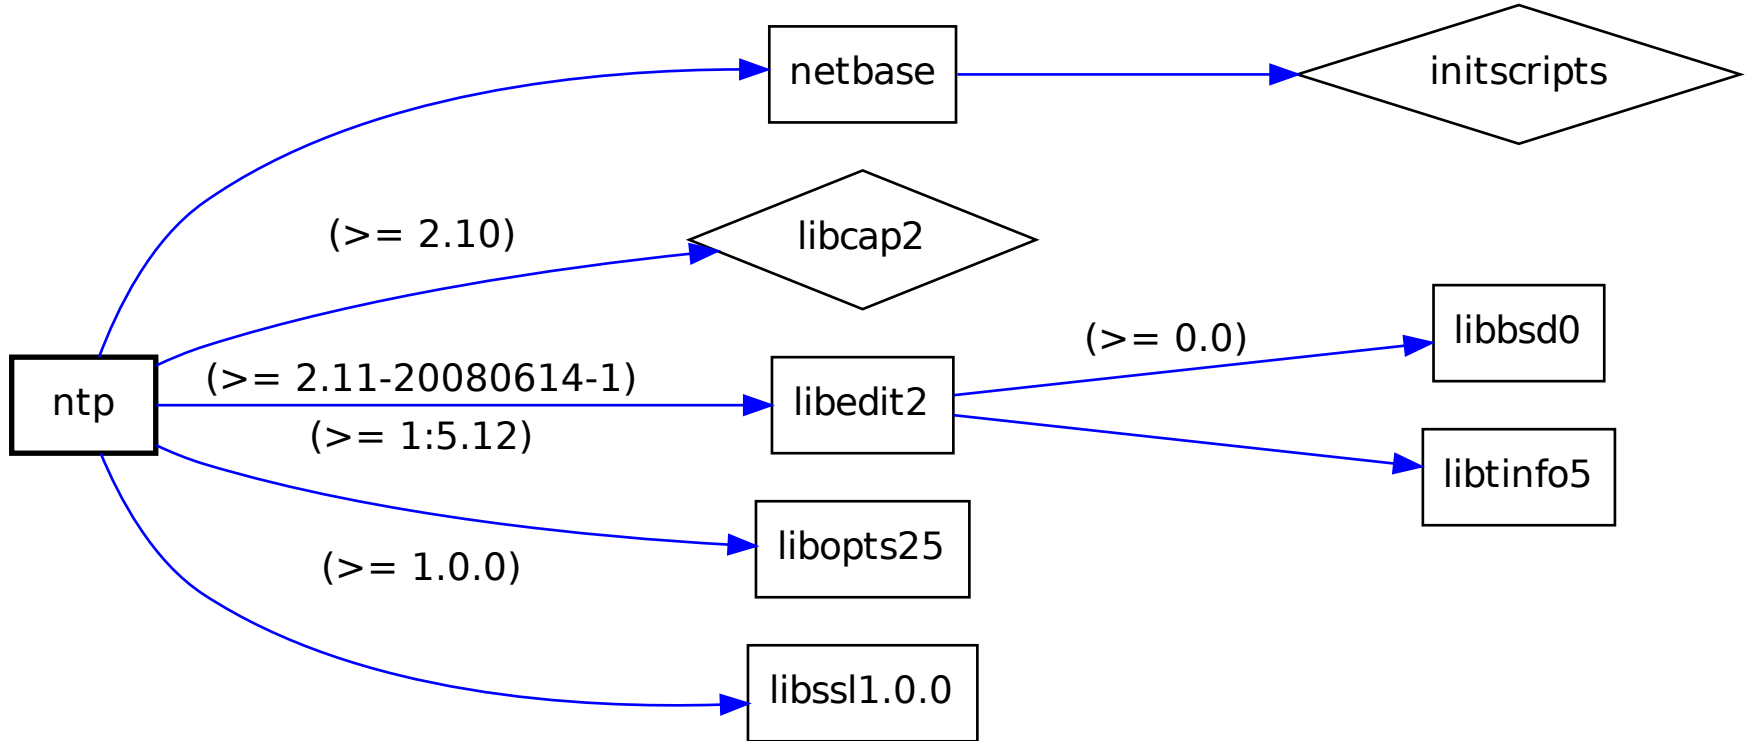 netbase
initscripts
(>= 2.10)
libcap2
(>= 0.0)
libbsd0
ntp
(>= 2.11-20080614-1)
libedit2
(>= 1:5.12)
libtinfo5
libopts25
(>= 1.0.0)
libssl1.0.0